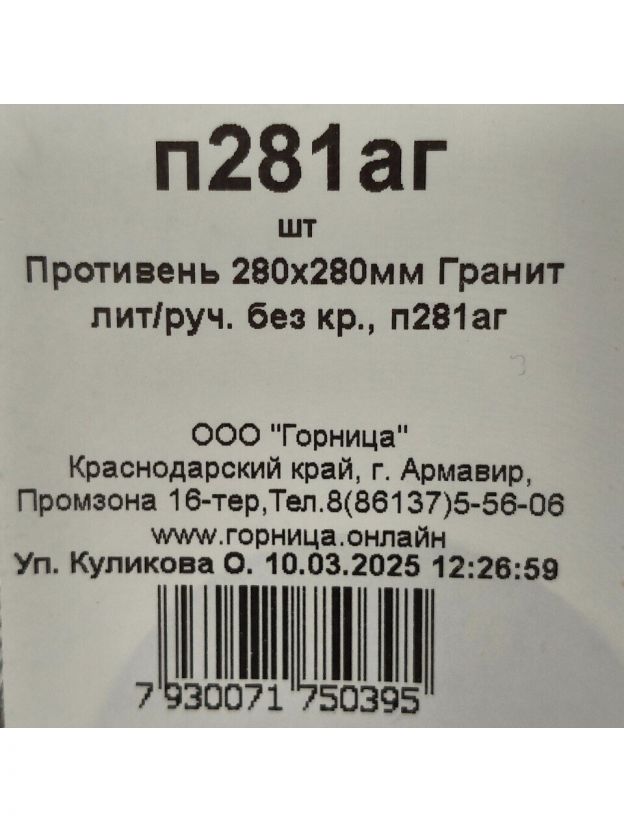 п281аг
шт
Противень 280х280мм Гранит
лит/руч. без кр., п281аг
ООО "Горница"
Краснодарский край, г. Армавир,
Промзона 16-тер,Тел.8(86137)5-56-06
www.горница.онлайн
Уп. Куликова О. 10.03.2025 12:26:59
7 930071 750395